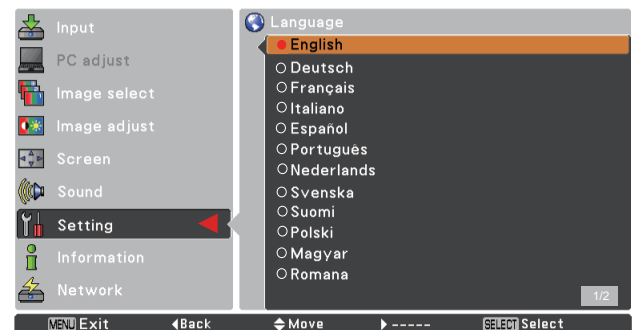 Input
PC adjust
Image select
Image adjust
Screen
Sound
Setting
Information
Network
Language
English
Deutsch
Français
Italiano
Español
Português
Nederlands
Svenska
Suomi
Polski
Magyar
Romana
1/2
MENU Exit ◀Back Move ▶----- SELECT Select